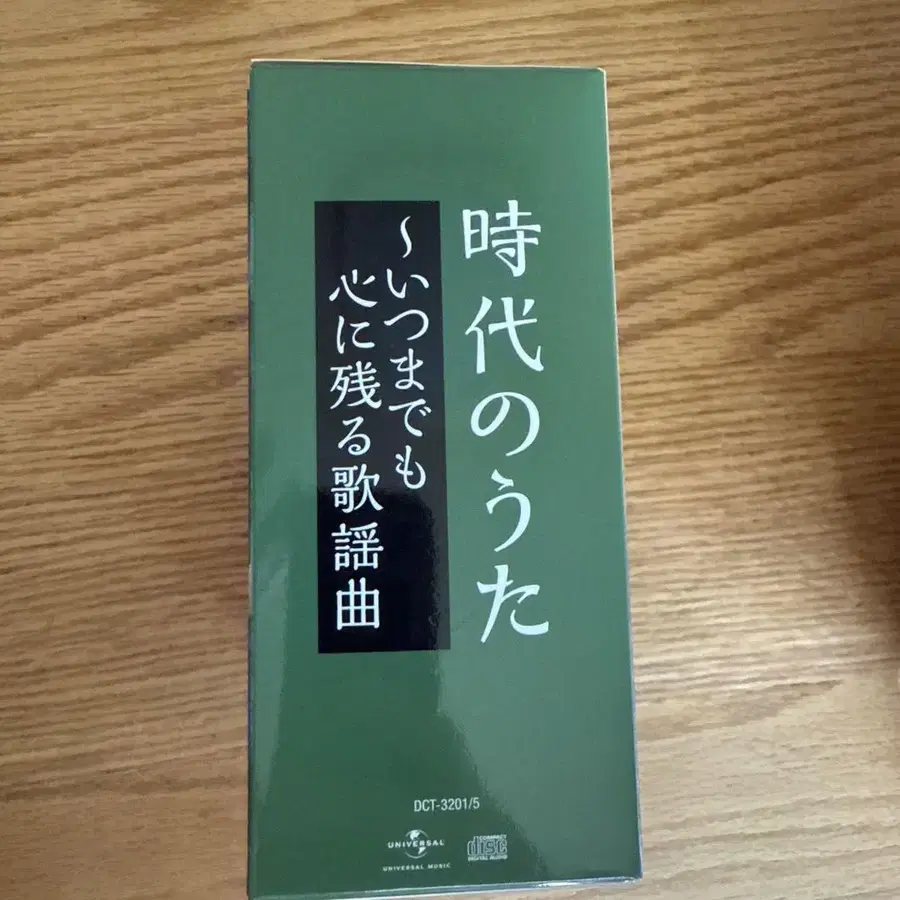 時代のうた
~いつまでも
心に残る歌謡曲
DCT-3201/5
UNIVERSAL
UNIVERSAL MUSIC
COMPACT
disc
DIGITAL AUDIO